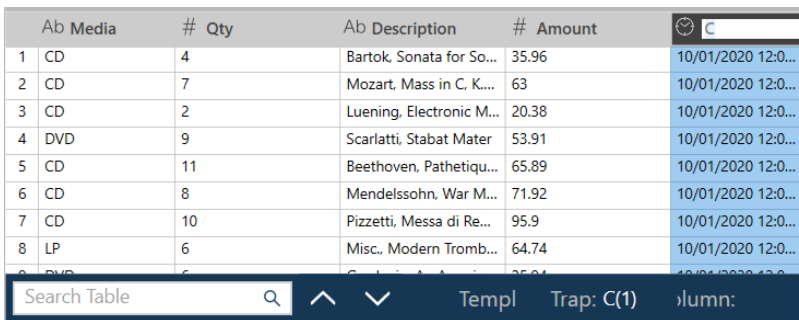 Ab Media # Qty Ab Description # Amount C
1 CD 4 Bartok, Sonata for So... 35.96 10/01/2020 12:0...
2 CD 7 Mozart, Mass in C, K.... 63 10/01/2020 12:0...
3 CD 2 Luening, Electronic M... 20.38 10/01/2020 12:0...
4 DVD 9 Scarlatti, Stabat Mater 53.91 10/01/2020 12:0...
5 CD 11 Beethoven, Pathetiqu... 65.89 10/01/2020 12:0...
6 CD 8 Mendelssohn, War M... 71.92 10/01/2020 12:0...
7 CD 10 Pizzetti, Messa di Re... 95.9 10/01/2020 12:0...
8 LP 6 Misc., Modern Tromb... 64.74 10/01/2020 12:0...
Search Table Templ Trap: C(1) olumn: